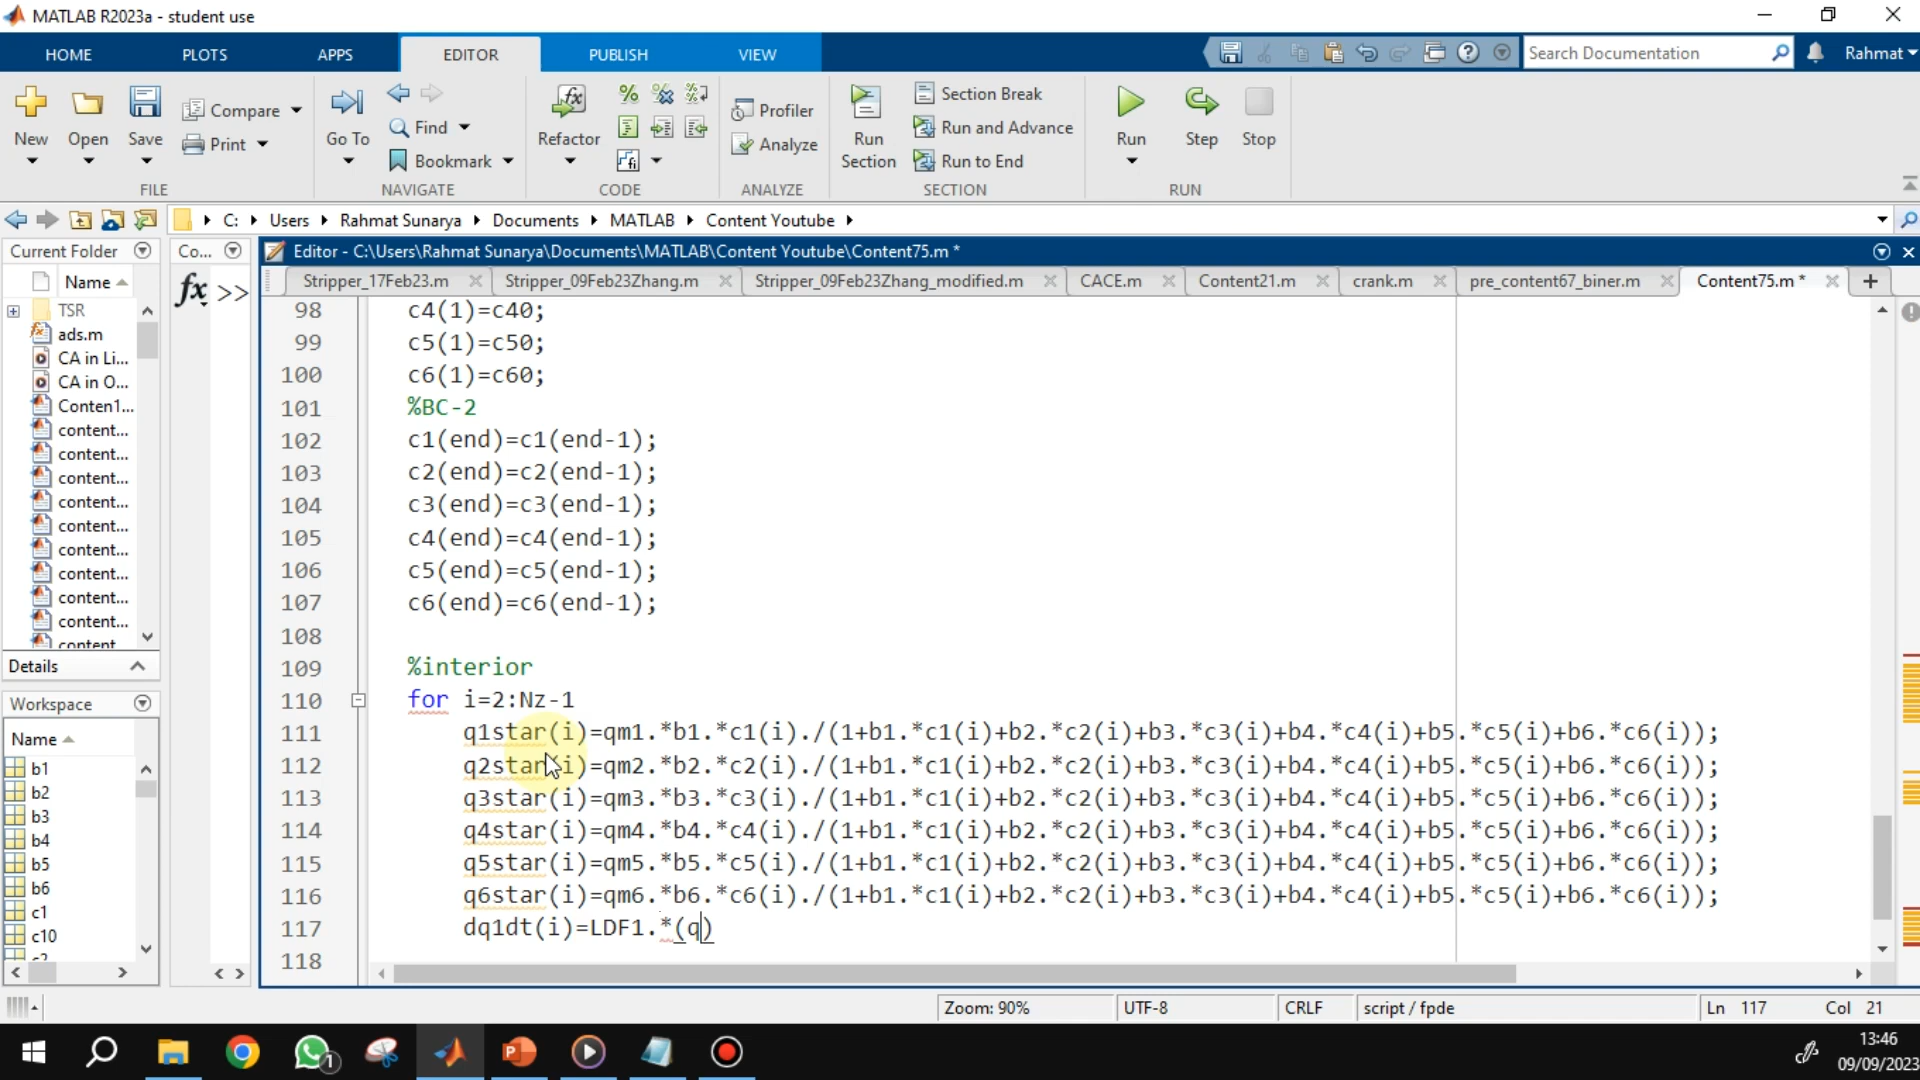 MATLAB R2023a - student use
HOME PLOTS APPS EDITOR PUBLISH VIEW Search Documentation Rahmat
New Open Save Compare Print Go To Find Bookmark Refactor Profiler Analyze Run Section Section Break Run and Advance Run to End Run Step Stop
FILE NAVIGATE CODE ANALYZE SECTION RUN
C: Users Rahmat Sunarya Documents MATLAB Content Youtube
Current Folder Co... Editor - C:\Users\Rahmat Sunarya\Documents\MATLAB\Content Youtube\Content75.m *
Stripper_17Feb23.m Stripper_09Feb23Zhang.m Stripper_09Feb23Zhang_modified.m CACE.m Content21.m crank.m pre_content67_biner.m Content75.m * +
Name
TSR
ads.m
CA in Li...
CA in O...
Conten1...
content...
content...
content...
content...
content...
content...
content...
content...
content...
content
Details
Workspace
Name
b1
b2
b3
b4
b5
b6
c1
c10
c2
fx >>
98 c4(1)=c40;
99 c5(1)=c50;
100 c6(1)=c60;
101 %BC-2
102 c1(end)=c1(end-1);
103 c2(end)=c2(end-1);
104 c3(end)=c3(end-1);
105 c4(end)=c4(end-1);
106 c5(end)=c5(end-1);
107 c6(end)=c6(end-1);
108
109 %interior
110 for i=2:Nz-1
111 q1star(i)=qm1.*b1.*c1(i)./(1+b1.*c1(i)+b2.*c2(i)+b3.*c3(i)+b4.*c4(i)+b5.*c5(i)+b6.*c6(i));
112 q2star(i)=qm2.*b2.*c2(i)./(1+b1.*c1(i)+b2.*c2(i)+b3.*c3(i)+b4.*c4(i)+b5.*c5(i)+b6.*c6(i));
113 q3star(i)=qm3.*b3.*c3(i)./(1+b1.*c1(i)+b2.*c2(i)+b3.*c3(i)+b4.*c4(i)+b5.*c5(i)+b6.*c6(i));
114 q4star(i)=qm4.*b4.*c4(i)./(1+b1.*c1(i)+b2.*c2(i)+b3.*c3(i)+b4.*c4(i)+b5.*c5(i)+b6.*c6(i));
115 q5star(i)=qm5.*b5.*c5(i)./(1+b1.*c1(i)+b2.*c2(i)+b3.*c3(i)+b4.*c4(i)+b5.*c5(i)+b6.*c6(i));
116 q6star(i)=qm6.*b6.*c6(i)./(1+b1.*c1(i)+b2.*c2(i)+b3.*c3(i)+b4.*c4(i)+b5.*c5(i)+b6.*c6(i));
117 dq1dt(i)=LDF1.*(q)
118
Zoom: 90% UTF-8 CRLF script / fpde Ln 117 Col 21
1
13:46
09/09/2023